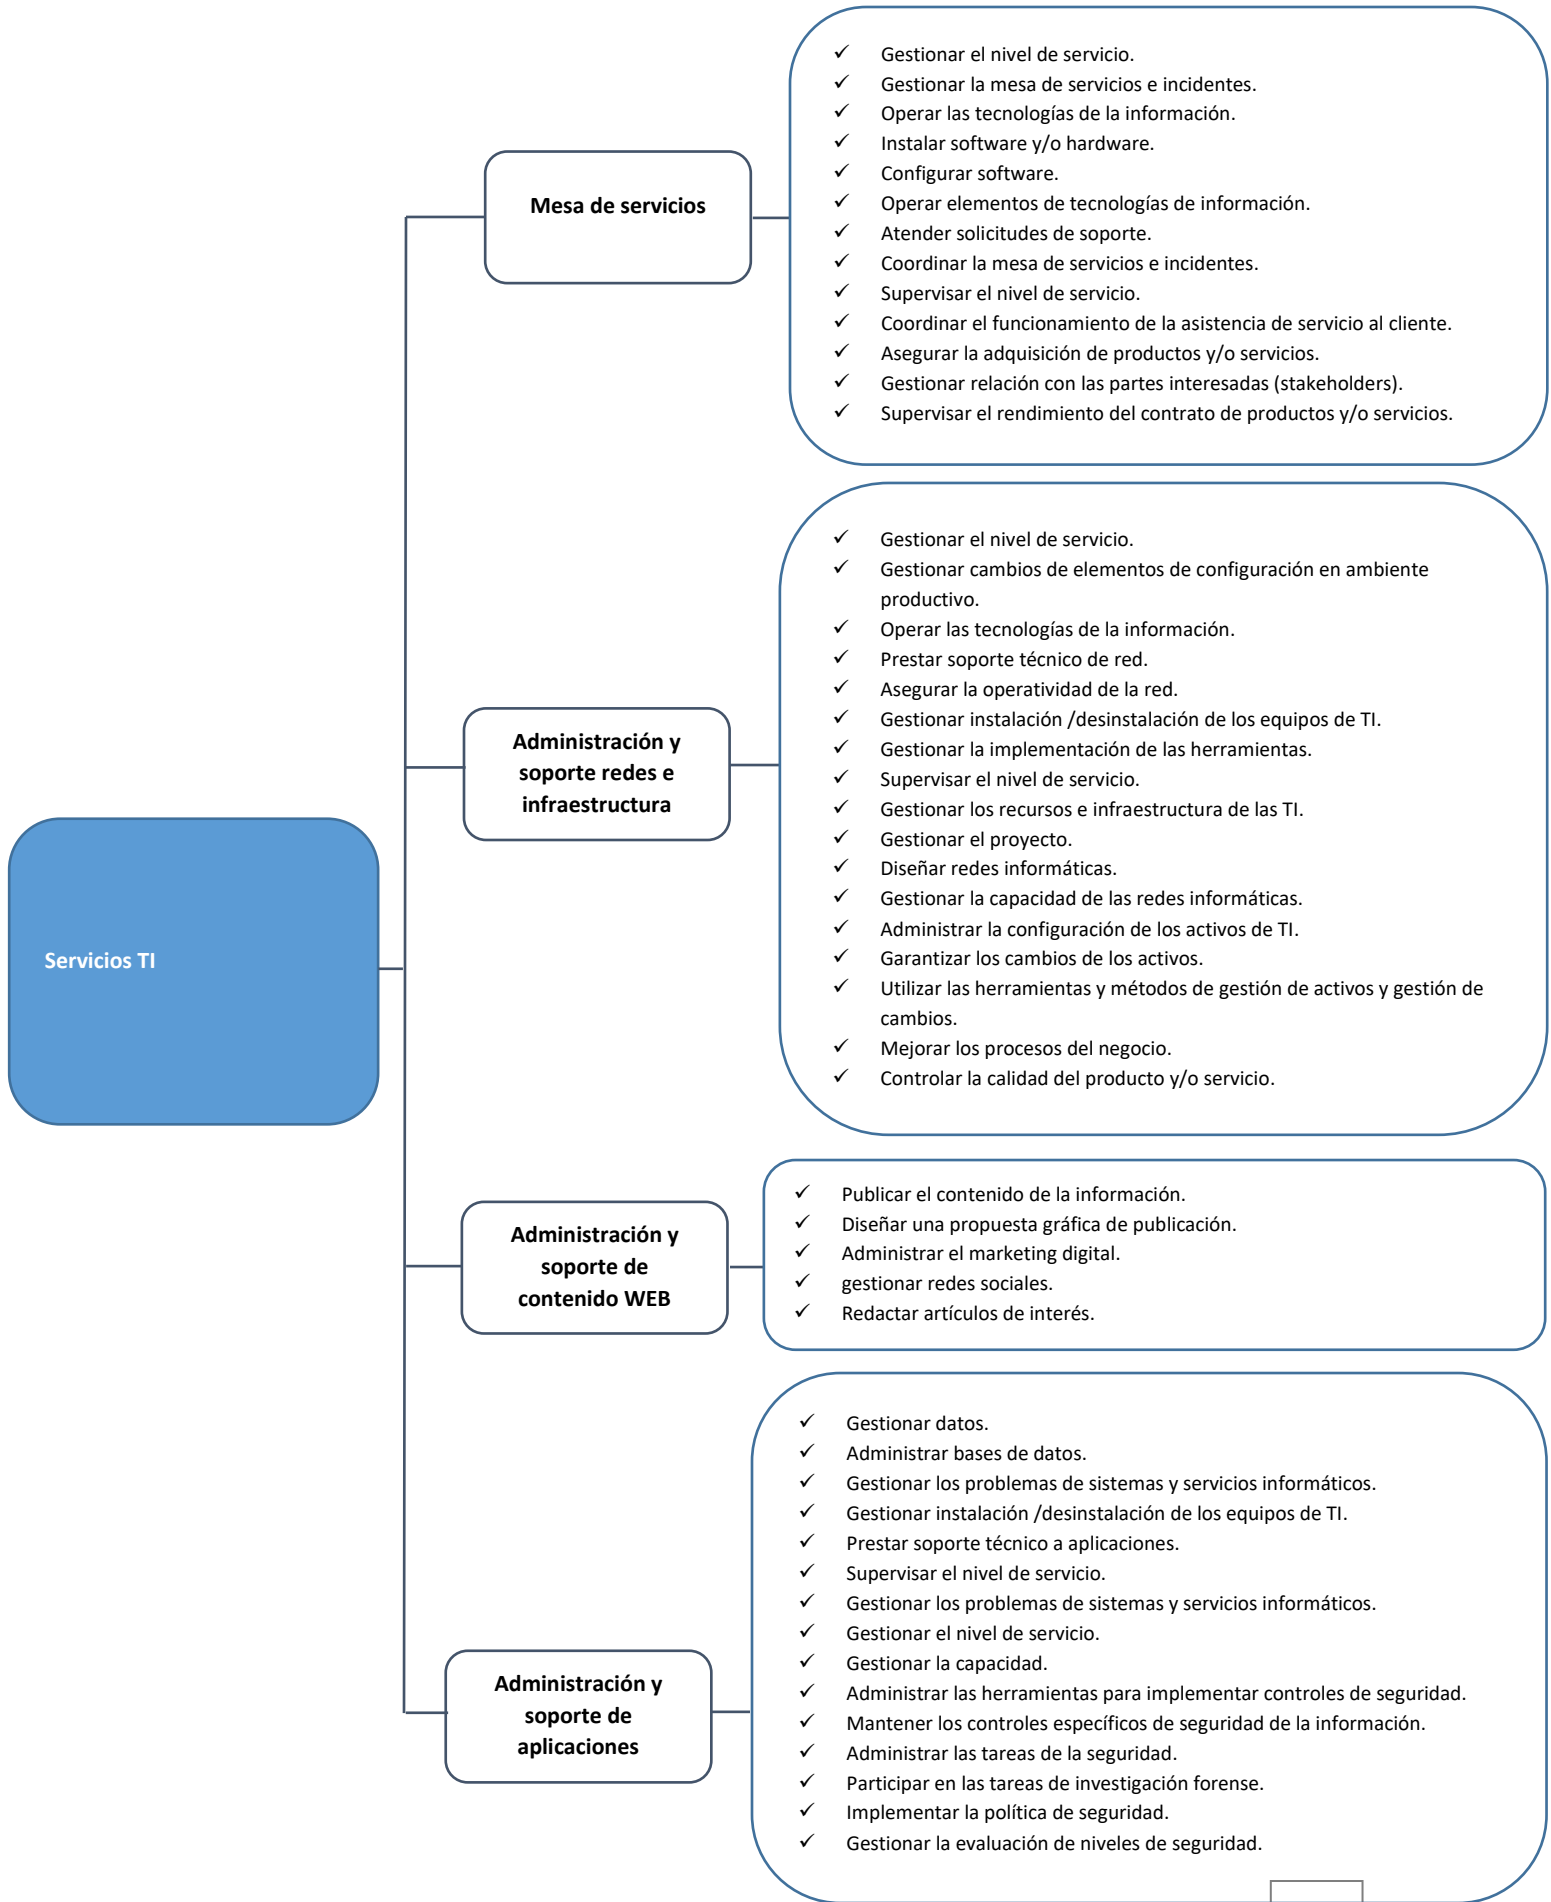 ✓ Gestionar el nivel de servicio.
✓ Gestionar la mesa de servicios e incidentes.
✓ Operar las tecnologías de la información.
✓ Instalar software y/o hardware.
✓ Configurar software.
✓ Operar elementos de tecnologías de información.
✓ Atender solicitudes de soporte.
✓ Coordinar la mesa de servicios e incidentes.
✓ Supervisar el nivel de servicio.
✓ Coordinar el funcionamiento de la asistencia de servicio al cliente.
✓ Asegurar la adquisición de productos y/o servicios.
✓ Gestionar relación con las partes interesadas (stakeholders).
✓ Supervisar el rendimiento del contrato de productos y/o servicios.
Mesa de servicios
✓ Gestionar el nivel de servicio.
✓ Gestionar cambios de elementos de configuración en ambiente
productivo.
✓ Operar las tecnologías de la información.
✓ Prestar soporte técnico de red.
✓ Asegurar la operatividad de la red.
✓ Gestionar instalación /desinstalación de los equipos de TI.
✓ Gestionar la implementación de las herramientas.
✓ Supervisar el nivel de servicio.
✓ Gestionar los recursos e infraestructura de las TI.
✓ Gestionar el proyecto.
✓ Diseñar redes informáticas.
✓ Gestionar la capacidad de las redes informáticas.
✓ Administrar la configuración de los activos de TI.
✓ Garantizar los cambios de los activos.
✓ Utilizar las herramientas y métodos de gestión de activos y gestión de
cambios.
✓ Mejorar los procesos del negocio.
✓ Controlar la calidad del producto y/o servicio.
Administración y
soporte redes e
infraestructura
Servicios TI
✓ Publicar el contenido de la información.
✓ Diseñar una propuesta gráfica de publicación.
✓ Administrar el marketing digital.
✓ gestionar redes sociales.
✓ Redactar artículos de interés.
Administración y
soporte de
contenido WEB
✓ Gestionar datos.
✓ Administrar bases de datos.
✓ Gestionar los problemas de sistemas y servicios informáticos.
✓ Gestionar instalación /desinstalación de los equipos de TI.
✓ Prestar soporte técnico a aplicaciones.
✓ Supervisar el nivel de servicio.
✓ Gestionar los problemas de sistemas y servicios informáticos.
✓ Gestionar el nivel de servicio.
✓ Gestionar la capacidad.
✓ Administrar las herramientas para implementar controles de seguridad.
✓ Mantener los controles específicos de seguridad de la información.
✓ Administrar las tareas de la seguridad.
✓ Participar en las tareas de investigación forense.
✓ Implementar la política de seguridad.
✓ Gestionar la evaluación de niveles de seguridad.
Administración y
soporte de
aplicaciones